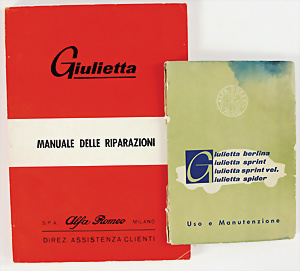 Giulietta
MANUALE DELLE RIPARAZIONI
S.P.A. Alfa Romeo MILANO
DIREZ. ASSISTENZA CLIENTI
Giulietta berlina
Giulietta sprint
Giulietta sprint vel.
Giulietta spider
Uso e Manutenzione